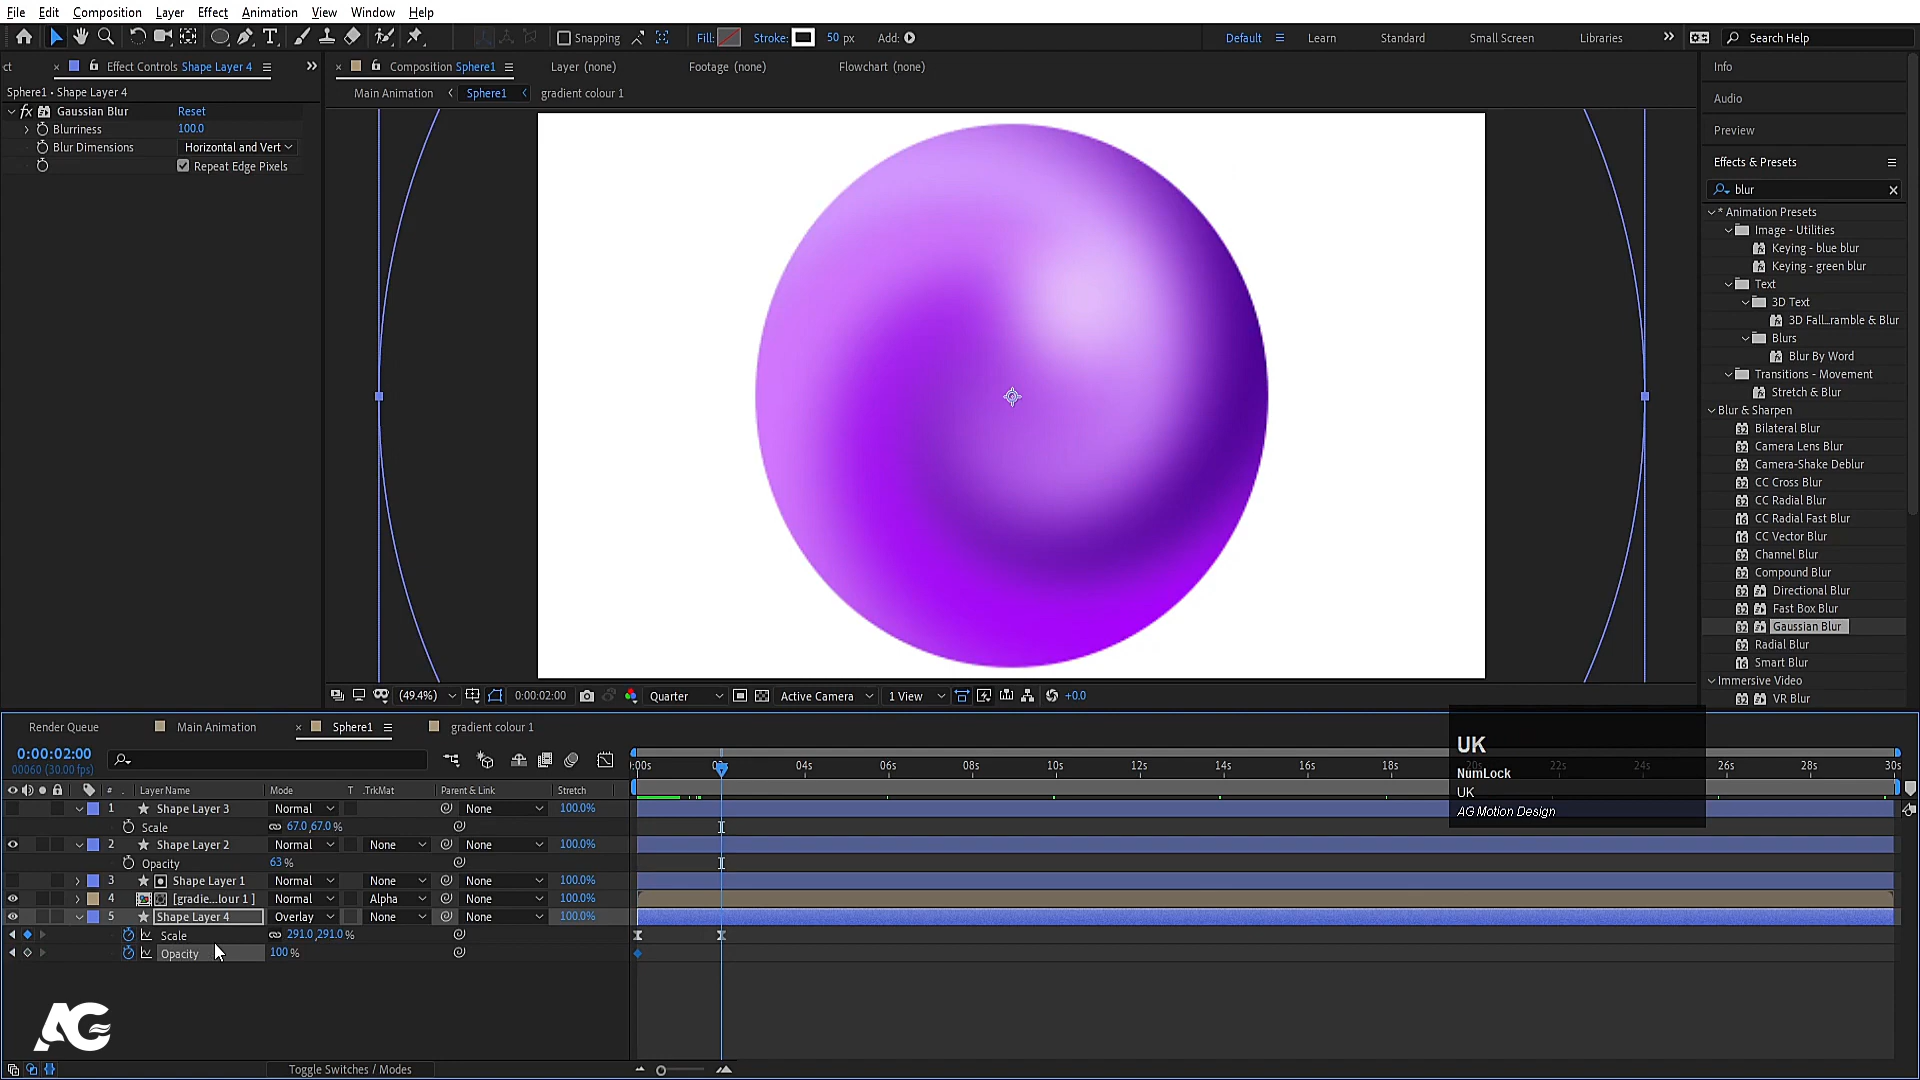 File Edit Composition Layer Effect Animation View Window Help
Snapping Fill: Stroke: 50 px Add: Default Learn Standard Small Screen Libraries Search Help
ct × Effect Controls Shape Layer 4 × Composition Sphere1 Layer (none) Footage (none) Flowchart (none) Info
Sphere1 • Shape Layer 4 Main Animation Sphere1 gradient colour 1
fx Gaussian Blur Reset
Blurriness 100.0
Blur Dimensions Horizontal and Vert
Repeat Edge Pixels
Audio
Preview
Effects & Presets
blur
* Animation Presets
Image - Utilities
Keying - blue blur
Keying - green blur
Text
3D Text
3D Fall...ramble & Blur
Blurs
Blur By Word
Transitions - Movement
Stretch & Blur
Blur & Sharpen
Bilateral Blur
Camera Lens Blur
Camera-Shake Deblur
CC Cross Blur
CC Radial Blur
CC Radial Fast Blur
CC Vector Blur
Channel Blur
Compound Blur
Directional Blur
Fast Box Blur
Gaussian Blur
Radial Blur
Smart Blur
Immersive Video
VR Blur
(49.4%) 0:00:02:00 Quarter Active Camera 1 View +0.0
Render Queue Main Animation × Sphere1 gradient colour 1
0:00:02:00
00060 (30.00 fps)
:00s 04s 06s 08s 10s 12s 14s 16s 18s 20s 22s 24s 26s 28s 30s
# Layer Name Mode T .TrkMat Parent & Link Stretch
1 Shape Layer 3 Normal None 100.0%
Scale 67.0,67.0 %
2 Shape Layer 2 Normal None None 100.0%
Opacity 63 %
3 Shape Layer 1 Normal None None 100.0%
4 [gradie...lour 1 ] Normal Alpha None 100.0%
5 Shape Layer 4 Overlay None None 100.0%
Scale 291.0,291.0 %
Opacity 100 %
UK
NumLock
UK
AG Motion Design
AG
Toggle Switches / Modes